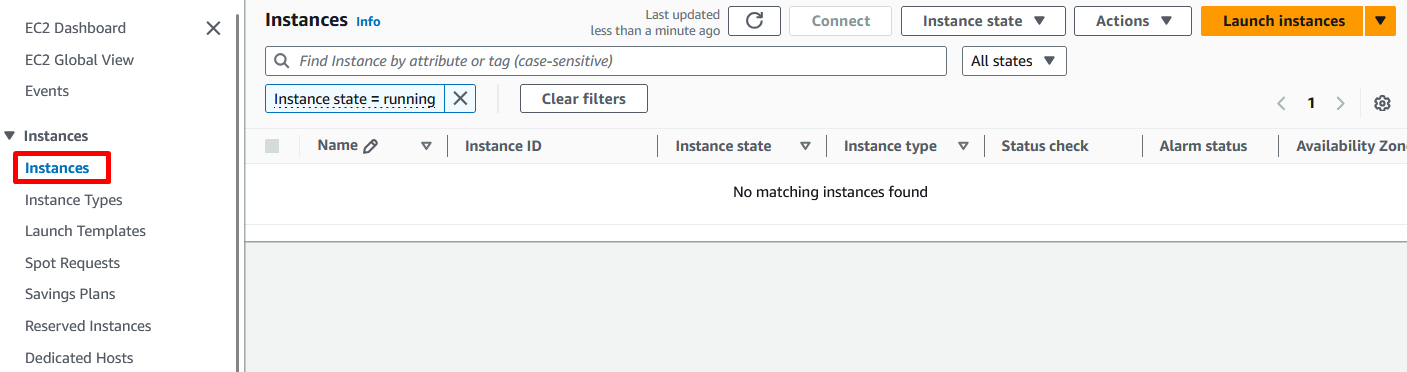 EC2 Dashboard
EC2 Global View
Events
Instances
Instances
Instance Types
Launch Templates
Spot Requests
Savings Plans
Reserved Instances
Dedicated Hosts
Instances Info
Last updated
less than a minute ago
Connect
Instance state
Actions
Launch instances
Find Instance by attribute or tag (case-sensitive)
All states
Instance state = running
Clear filters
1
Name
Instance ID
Instance state
Instance type
Status check
Alarm status
Availability Zon
No matching instances found